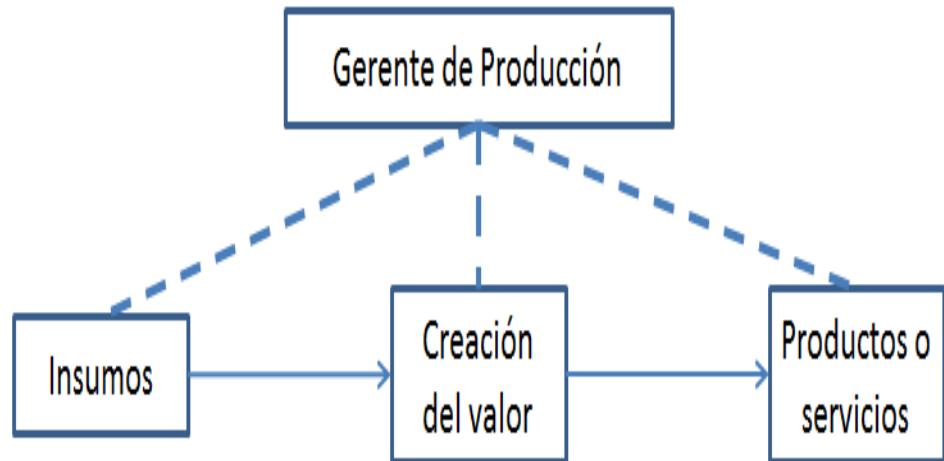 Gerente de Producción
Insumos
Creación
del valor
Productos o
servicios